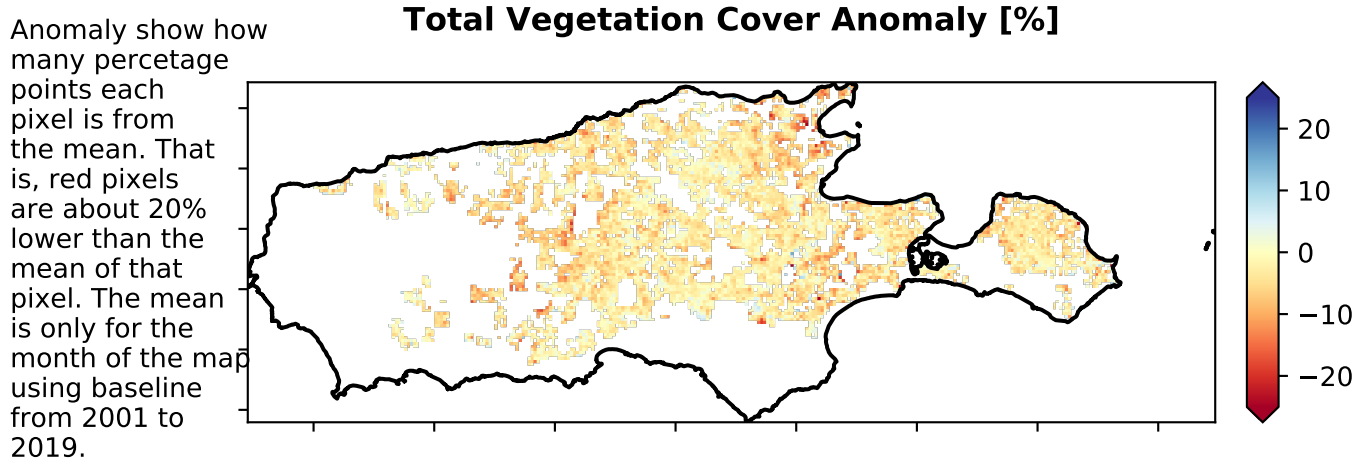 Total Vegetation Cover Anomaly [%]
Anomaly show how
many percetage
points each
pixel is from
the mean. That
is, red pixels
are about 20%
lower than the
mean of that
pixel. The mean
is only for the
month of the map
using baseline
from 2001 to
2019.
20
10
0
−10
−20